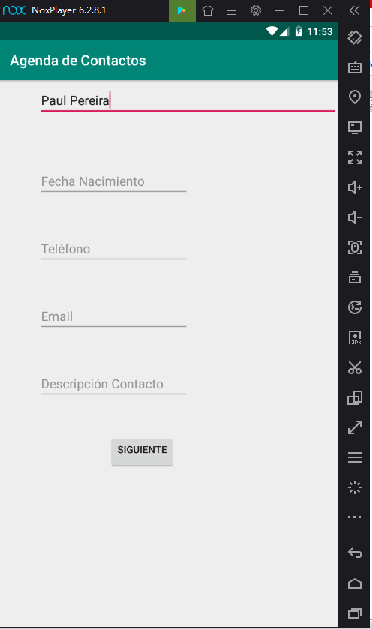 nox NoxPlayer 6.2.8.1
11:53
Agenda de Contactos
Paul Pereira
Fecha Nacimiento
Teléfono
Email
Descripción Contacto
SIGUIENTE